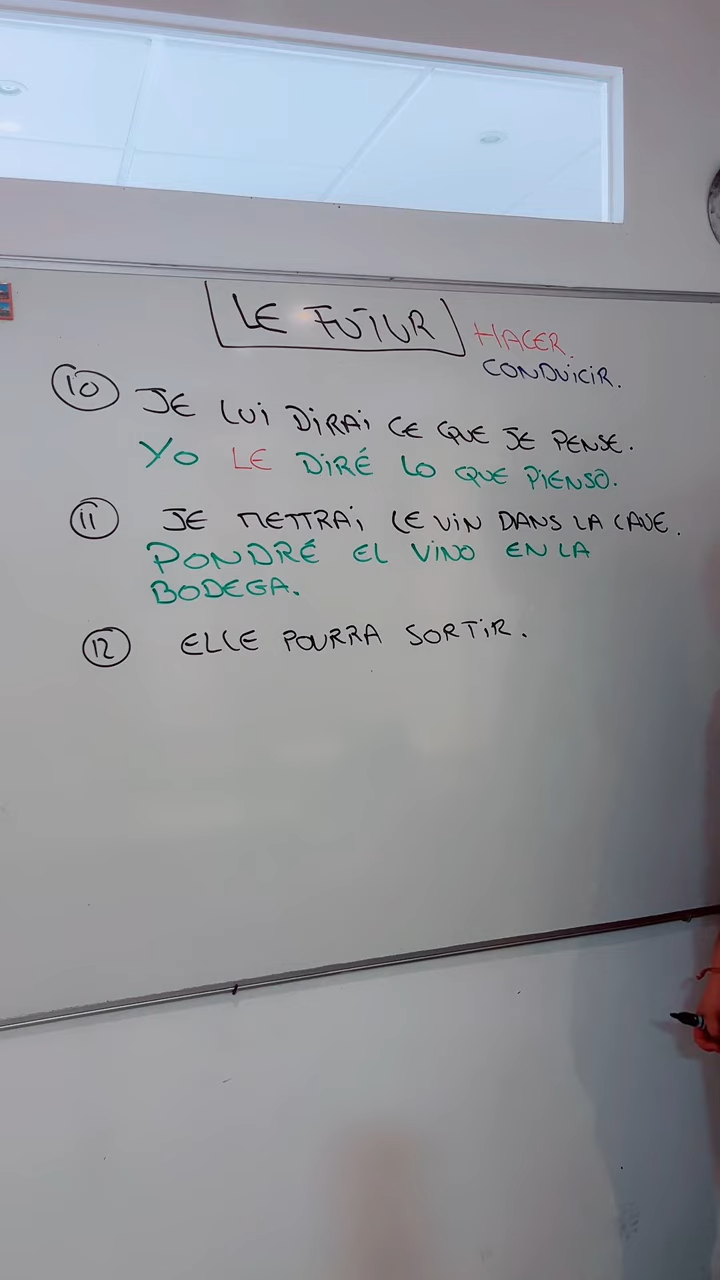 LE FUTUR
HACER.
CONDUICIR.
10 JE LUI DIRAI CE QUE JE PENSE.
YO LE DIRÉ LO QUE PIENSO.
11 JE METTRAI LE VIN DANS LA CAVE.
PONDRÉ EL VINO EN LA
BODEGA.
12 ELLE POURRA SORTIR.